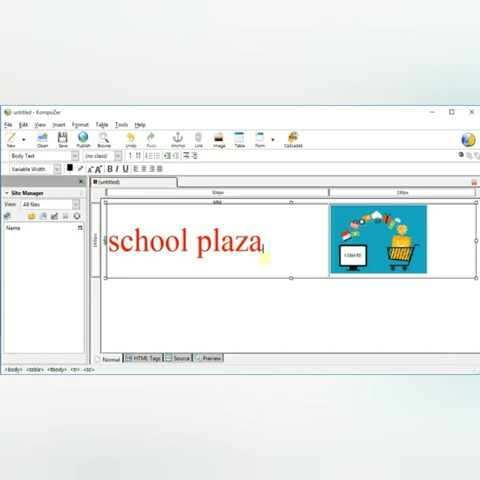 untitled - KompoZer
File Edit View Insert Format Table Tools Help
New Open Save Publish Browse Undo Redo Anchor Link Image Table Form CaScadeS
Body Text (no class)
Variable Width B I U
Site Manager (untitled)
View: All files
Name
504px 330px
school plaza
Normal HTML Tags Source Preview
<body> <table> <tbody> <tr> <td>